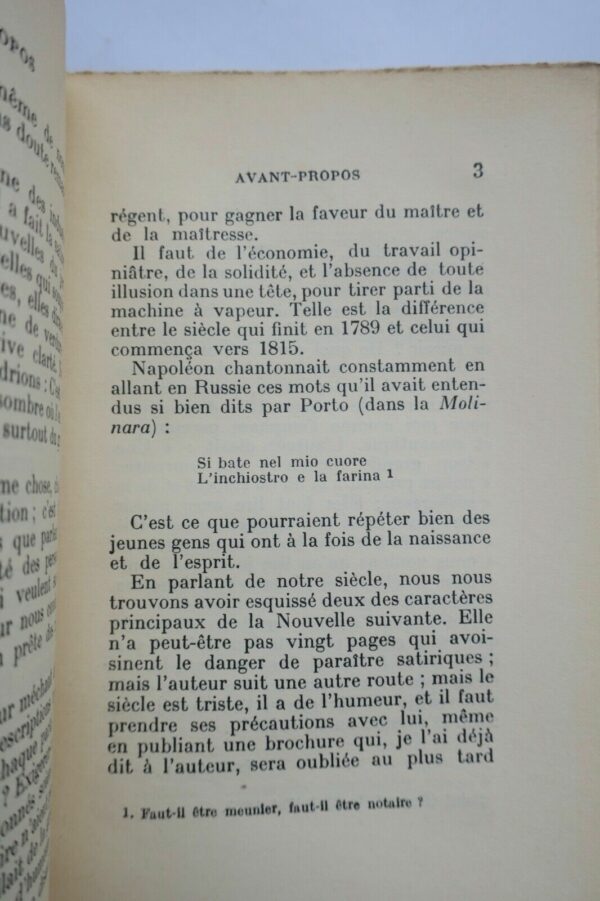 OPOS
AVANT-PROPOS 3
régent, pour gagner la faveur du maître et
de la maîtresse.
Il faut de l'économie, du travail opi-
niâtre, de la solidité, et l'absence de toute
illusion dans une tête, pour tirer parti de la
machine à vapeur. Telle est la différence
entre le siècle qui finit en 1789 et celui qui
commença vers 1815.
Napoléon chantonnait constamment en
allant en Russie ces mots qu'il avait enten-
dus si bien dits par Porto (dans la Moli-
nara) :
Si bate nel mio cuore
L'inchiostro e la farina 1
C'est ce que pourraient répéter bien des
jeunes gens qui ont à la fois de la naissance
et de l'esprit.
En parlant de notre siècle, nous nous
trouvons avoir esquissé deux des caractères
principaux de la Nouvelle suivante. Elle
n'a peut-être pas vingt pages qui avoi-
sinent le danger de paraître satiriques ;
mais l'auteur suit une autre route ; mais le
siècle est triste, il a de l'humeur, et il faut
prendre ses précautions avec lui, même
en publiant une brochure qui, je l'ai déjà
dit à l'auteur, sera oubliée au plus tard
1. Faut-il être meunier, faut-il être notaire ?